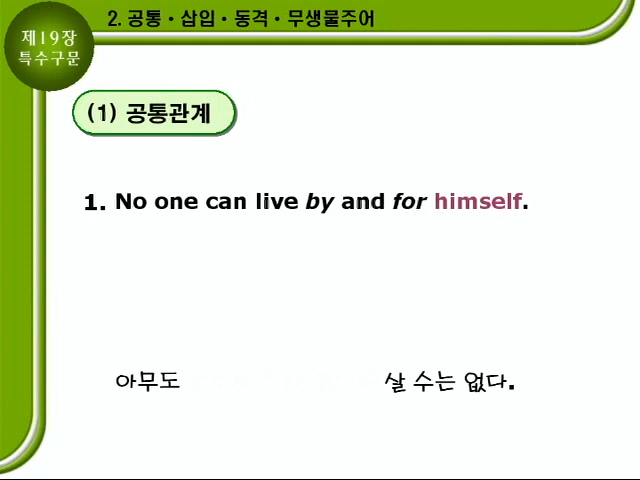 2. 공통・삽입・동격・무생물주어
제19장
특수구문
(1) 공통관계
1. No one can live by and for himself.
아무도 살 수는 없다.